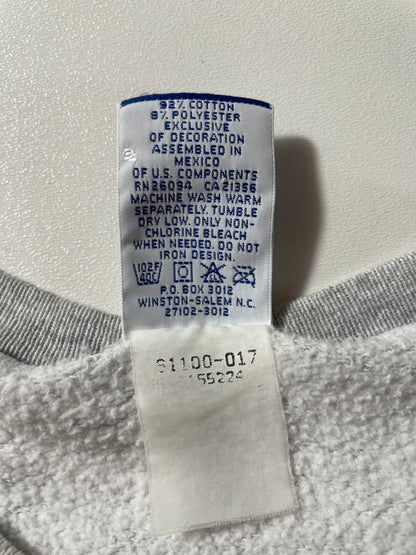 92% COTTON
8% POLYESTER
EXCLUSIVE
OF DECORATION
ASSEMBLED IN
MEXICO
OF U.S. COMPONENTS
RN26094 CA21356
MACHINE WASH WARM
SEPARATELY. TUMBLE
DRY LOW. ONLY NON-
CHLORINE BLEACH
WHEN NEEDED. DO NOT
IRON DESIGN.
102F
40C
P.O. BOX 3012
WINSTON-SALEM N.C.
27102-3012
S1100-017